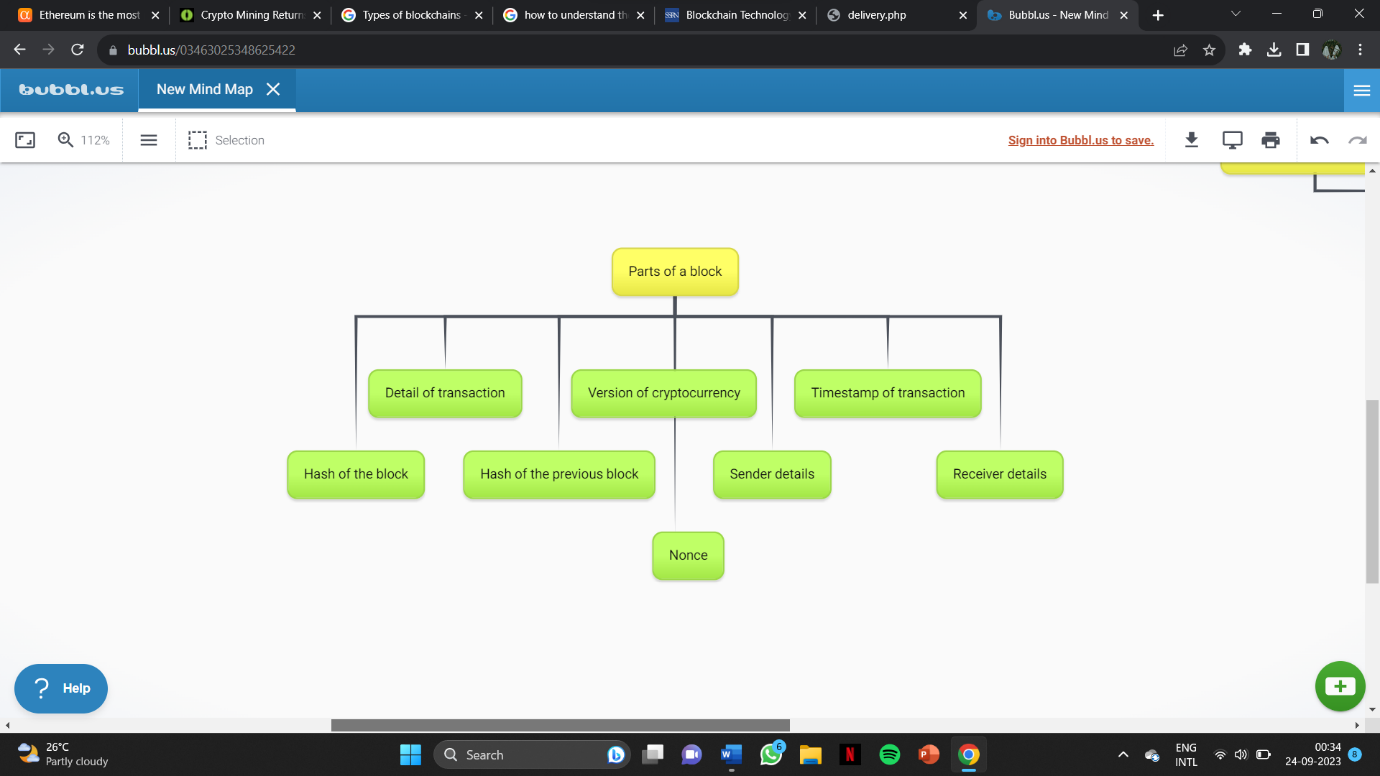 Ethereum is the most
Crypto Mining Return
Types of blockchains -
how to understand th
SSRN
Blockchain Technolog
delivery.php
Bubbl.us - New Mind
bubbl.us/03463025348625422
bubbl.us
New Mind Map
112%
Selection
Sign into Bubbl.us to save.
Parts of a block
Detail of transaction
Version of cryptocurrency
Timestamp of transaction
Hash of the block
Hash of the previous block
Sender details
Receiver details
Nonce
? Help
26°C
Partly cloudy
Search
W
6
N
P
ENG
INTL
00:34
24-09-2023
8